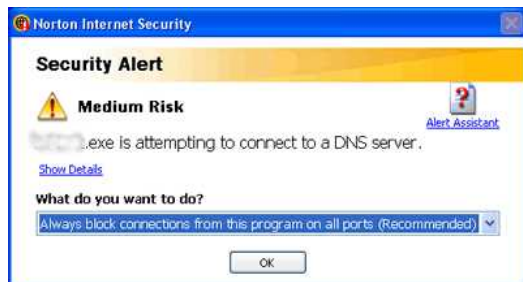 Norton Internet Security
Security Alert
Medium Risk
Alert Assistant
.exe is attempting to connect to a DNS server.
Show Details
What do you want to do?
Always block connections from this program on all ports (Recommended)
OK